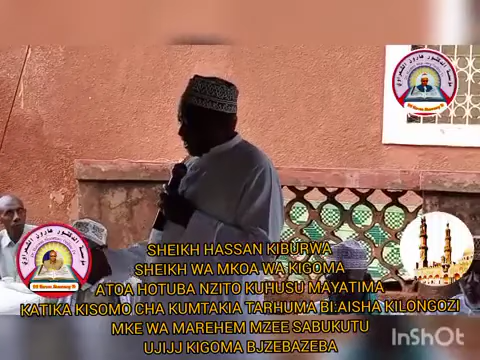 SHEIKH HASSAN KIBURWA
SHEIKH WA MKOA WA KIGOMA
ATOA HOTUBA NZITO KUHUSU MAYATIMA
KATIKA KISOMO CHA KUMTAKIA TARHUMA BI:AISHA KILONGOZI
MKE WA MAREHEM MZEE SABUKUTU
UJIJJ KIGOMA BJZEBAZEBA
InShOt